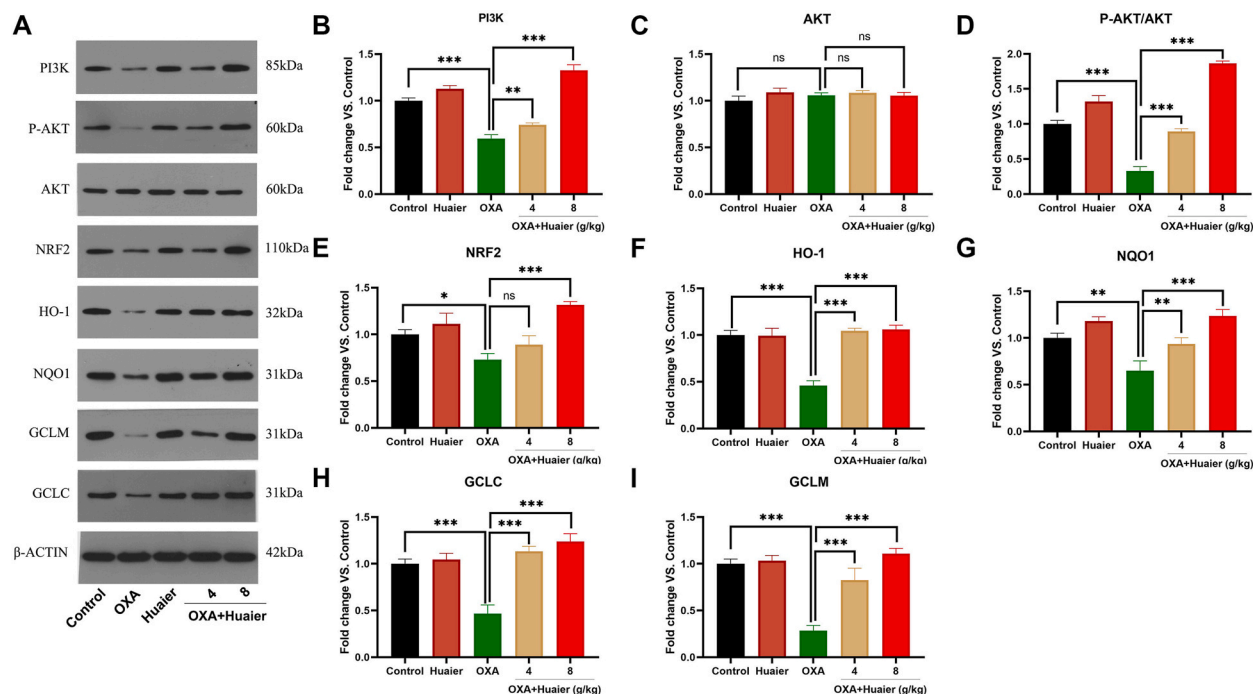 A
PI3K
85kDa
P-AKT
60kDa
AKT
60kDa
NRF2
110kDa
HO-1
32kDa
NQO1
31kDa
GCLM
31kDa
GCLC
31kDa
β-ACTIN
42kDa
Control
OXA
Huaier
4
8
OXA+Huaier
B
PI3K
Fold change VS. Control
1.5
1.0
0.5
0.0
***
**
***
Control
Huaier
OXA
4
8
OXA+Huaier (g/kg)
C
AKT
Fold change VS. Control
1.5
1.0
0.5
0.0
ns
ns
ns
Control
Huaier
OXA
4
8
OXA+Huaier (g/kg)
D
P-AKT/AKT
Fold change VS. Control
2.0
1.5
1.0
0.5
0.0
***
***
***
Control
Huaier
OXA
4
8
OXA+Huaier (g/kg)
E
NRF2
Fold change VS. Control
1.5
1.0
0.5
0.0
*
ns
***
Control
Huaier
OXA
4
8
OXA+Huaier (g/kg)
F
HO-1
Fold change VS. Control
1.5
1.0
0.5
0.0
***
***
***
Control
Huaier
OXA
4
8
OXA+Huaier (g/kg)
G
NQO1
Fold change VS. Control
1.5
1.0
0.5
0.0
**
**
***
Control
Huaier
OXA
4
8
OXA+Huaier (g/kg)
H
GCLC
Fold change VS. Control
1.5
1.0
0.5
0.0
***
***
***
Control
Huaier
OXA
4
8
OXA+Huaier (g/kg)
I
GCLM
Fold change VS. Control
1.5
1.0
0.5
0.0
***
***
***
Control
Huaier
OXA
4
8
OXA+Huaier (g/kg)